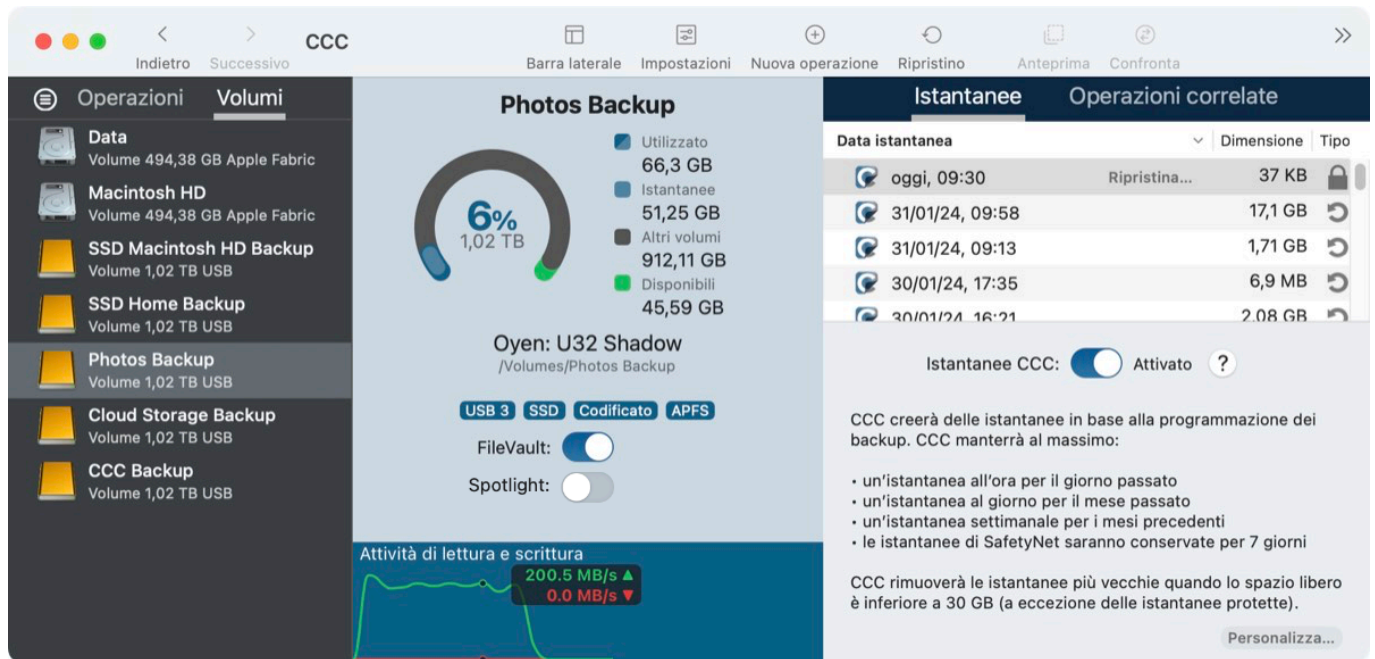 CCC
Indietro
Successivo
Barra laterale
Impostazioni
Nuova operazione
Ripristino
Anteprima
Confronta
Operazioni
Volumi
Data
Volume 494,38 GB Apple Fabric
Macintosh HD
Volume 494,38 GB Apple Fabric
SSD Macintosh HD Backup
Volume 1,02 TB USB
SSD Home Backup
Volume 1,02 TB USB
Photos Backup
Volume 1,02 TB USB
Cloud Storage Backup
Volume 1,02 TB USB
CCC Backup
Volume 1,02 TB USB
Photos Backup
6%
1,02 TB
Utilizzato
66,3 GB
Istantanee
51,25 GB
Altri volumi
912,11 GB
Disponibili
45,59 GB
Oyen: U32 Shadow
/Volumes/Photos Backup
USB 3 SSD Codificato APFS
FileVault:
Spotlight:
Attività di lettura e scrittura
200.5 MB/s ▲
0.0 MB/s ▼
Istantanee
Operazioni correlate
Data istantanea Dimensione Tipo
oggi, 09:30 Ripristina... 37 KB
31/01/24, 09:58 17,1 GB
31/01/24, 09:13 1,71 GB
30/01/24, 17:35 6,9 MB
30/01/24, 16:21 2,08 GB
Istantanee CCC: Attivato ?
CCC creerà delle istantanee in base alla programmazione dei
backup. CCC manterrà al massimo:
• un'istantanea all'ora per il giorno passato
• un'istantanea al giorno per il mese passato
• un'istantanea settimanale per i mesi precedenti
• le istantanee di SafetyNet saranno conservate per 7 giorni
CCC rimuoverà le istantanee più vecchie quando lo spazio libero
è inferiore a 30 GB (a eccezione delle istantanee protette).
Personalizza...